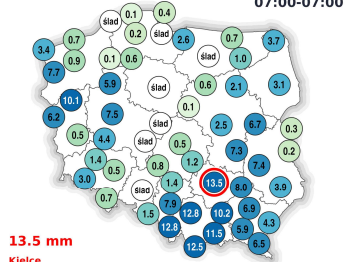 07:00-07:00
0.1 0.4
ślad
0.2 ślad
0.7 2.6 0.7 3.7
3.4
0.9 0.1 0.6 ślad 1.0
7.7
5.9 ślad 0.6 2.1 3.1
10.1
0.1
6.2 7.5
ślad 2.5 6.7 0.3
0.5 4.4
ślad 0.5 7.3 0.2
1.4 0.8 1.2 7.4
0.5
3.0 1.4 13.5 8.0 3.9
ślad
0.7 7.9
1.5 12.8 10.2 6.9
12.8 11.5 5.9 4.3
12.5 6.5
13.5 mm
Kielce